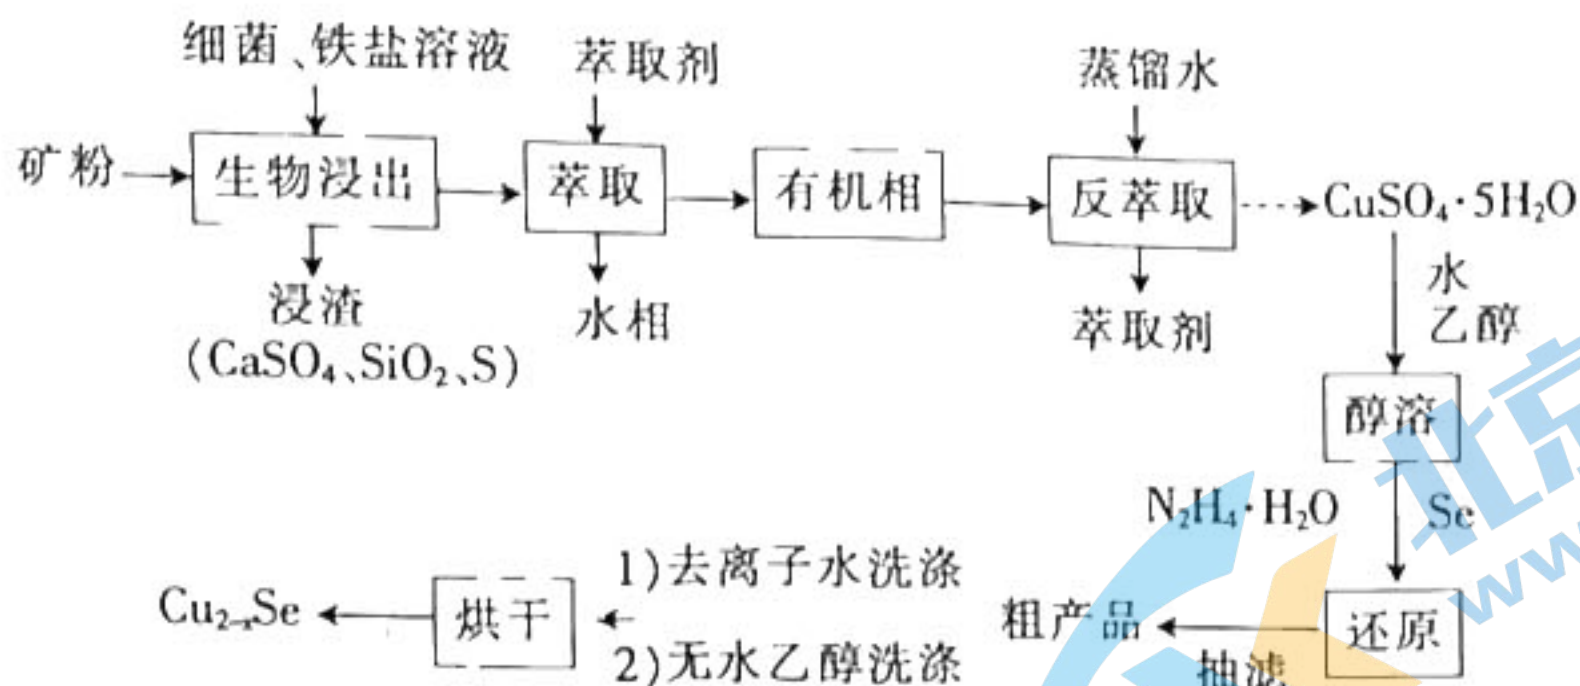 细菌、铁盐溶液
萃取剂
蒸馏水
矿粉
生物浸出
萃取
有机相
反萃取
CuSO₄·5H₂O
浸渣
(CaSO₄、SiO₂、S)
水相
萃取剂
水
乙醇
醇溶
N₂H₄·H₂O
Se
还原
抽滤
粗产品
1)去离子水洗涤
2)无水乙醇洗涤
烘干
Cu₂₋ₓSe
北京
www